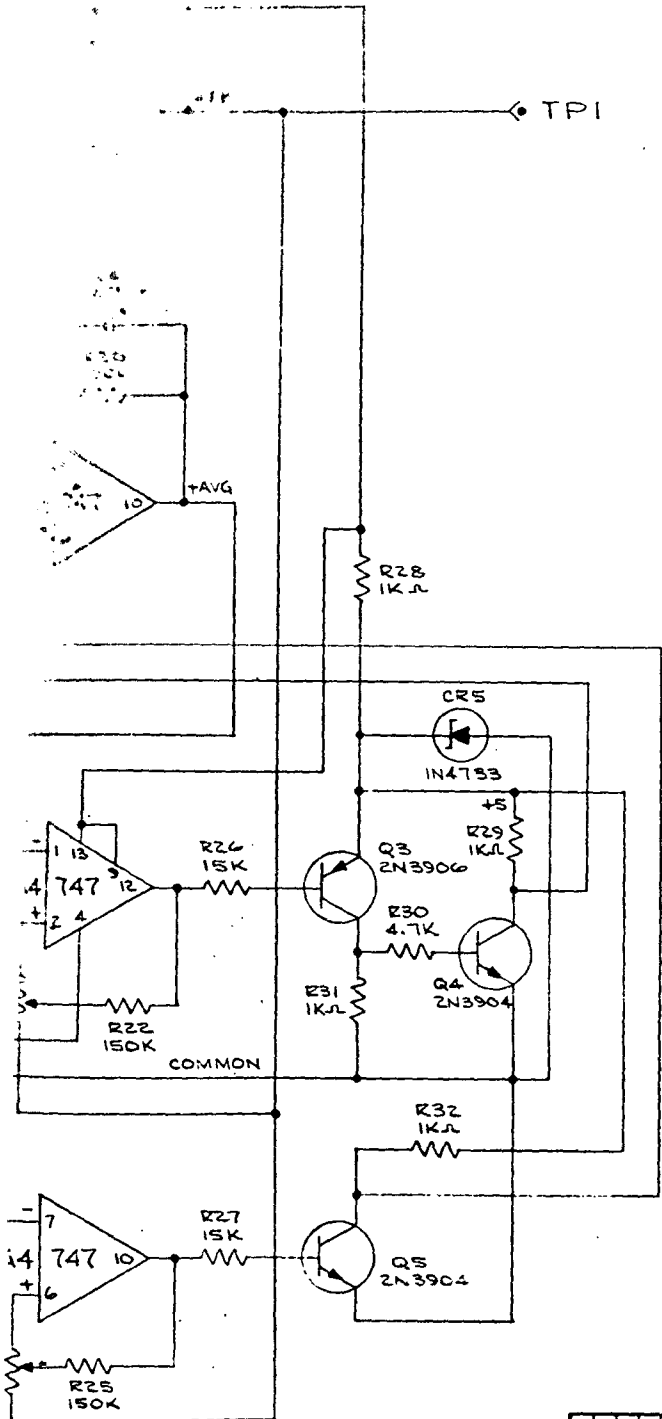 TP1
10
+AVG
R28
1KΩ
CR5
1N4733
+5
R29
1KΩ
-
1
13
9
12
747
+
2
4
R26
15K
Q3
2N3906
R30
4.7K
Q4
2N3904
R31
1KΩ
R22
150K
COMMON
R32
1KΩ
-
7
747
10
+
6
R27
15K
Q5
2N3904
R25
150K